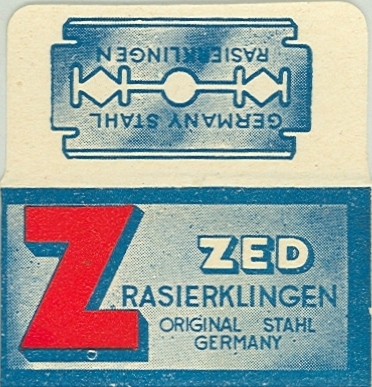 RASIERKLINGEN
GERMANY STAHL
Z ZED
RASIERKLINGEN
ORIGINAL STAHL
GERMANY